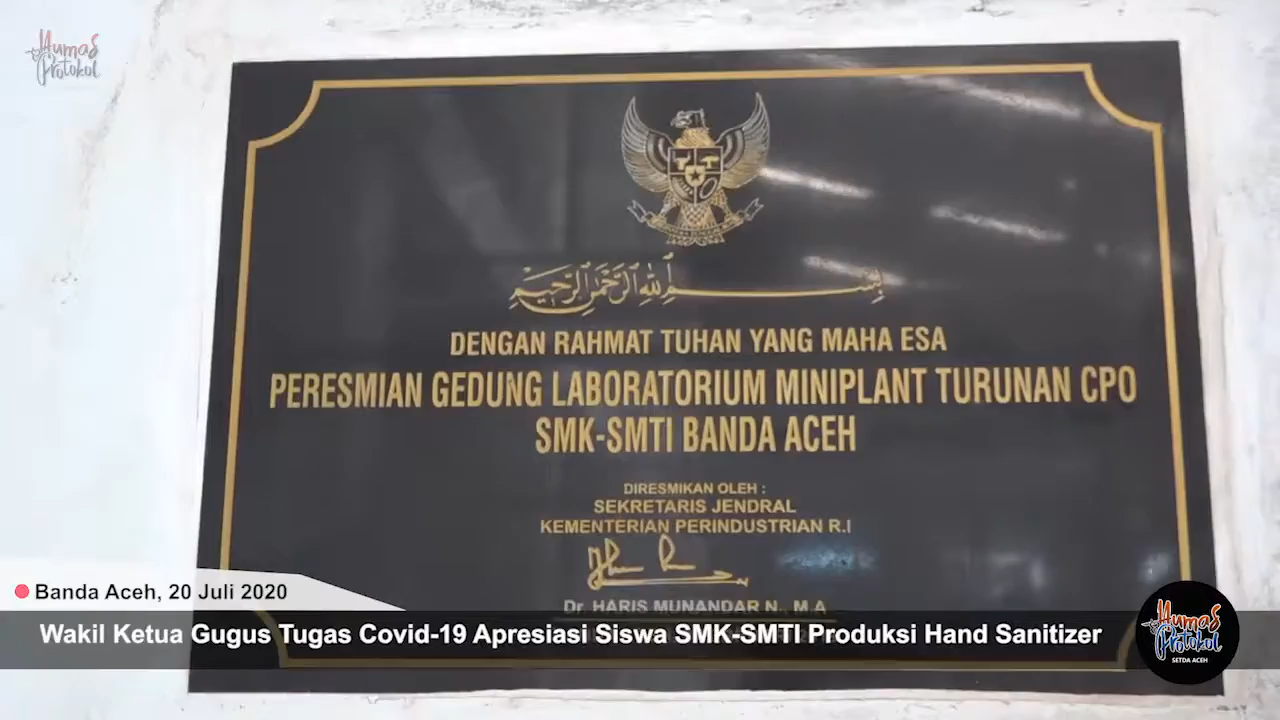 Humas
Protokol
بسم الله الرحمن الرحيم
DENGAN RAHMAT TUHAN YANG MAHA ESA
PERESMIAN GEDUNG LABORATORIUM MINIPLANT TURUNAN CPO
SMK-SMTI BANDA ACEH
DIRESMIKAN OLEH :
SEKRETARIS JENDRAL
KEMENTERIAN PERINDUSTRIAN R.I
Dr. HARIS MUNANDAR N., M.A
Banda Aceh, 20 Juli 2020
Wakil Ketua Gugus Tugas Covid-19 Apresiasi Siswa SMK-SMTI Produksi Hand Sanitizer
Humas
Protokol
SETDA ACEH